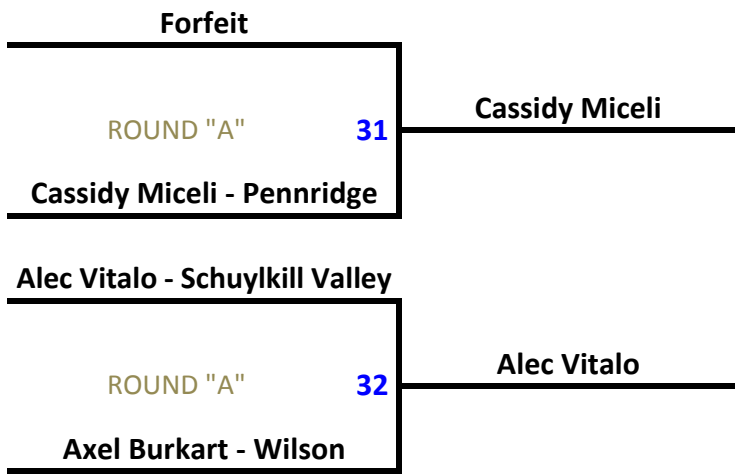 Forfeit
ROUND "A" 31
Cassidy Miceli
Cassidy Miceli - Pennridge
Alec Vitalo - Schuylkill Valley
ROUND "A" 32
Alec Vitalo
Axel Burkart - Wilson